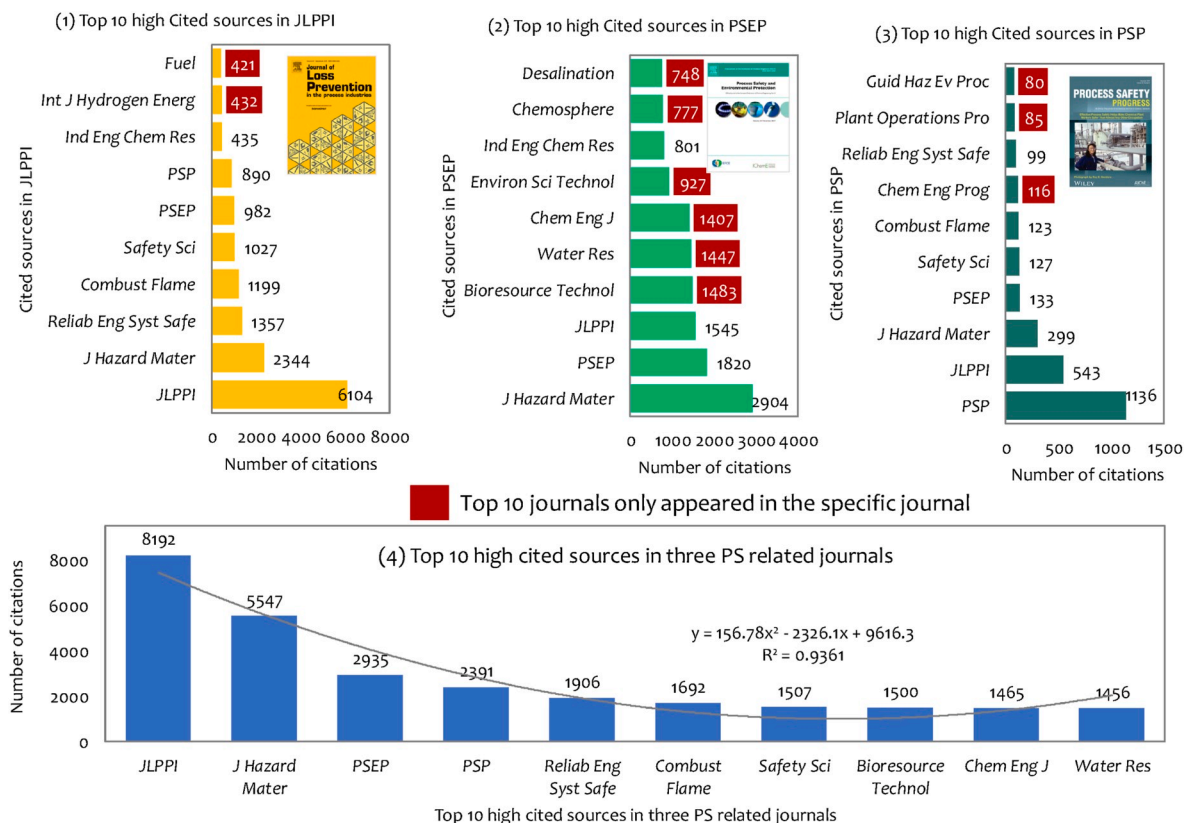 (1) Top 10 high Cited sources in JLPPI
Cited sources in JLPPI
Fuel 421
Int J Hydrogen Energ 432
Ind Eng Chem Res 435
PSP 890
PSEP 982
Safety Sci 1027
Combust Flame 1199
Reliab Eng Syst Safe 1357
J Hazard Mater 2344
JLPPI 6104
0 2000 4000 6000 8000
Number of citations
Journal of
Loss
Prevention
in the process industries
(2) Top 10 high Cited sources in PSEP
Cited sources in PSEP
Desalination 748
Chemosphere 777
Ind Eng Chem Res 801
Environ Sci Technol 927
Chem Eng J 1407
Water Res 1447
Bioresource Technol 1483
JLPPI 1545
PSEP 1820
J Hazard Mater 2904
0 1000 2000 3000 4000
Number of citations
Process Safety and
Environmental Protection
IChemE
(3) Top 10 high Cited sources in PSP
Cited sources in PSP
Guid Haz Ev Proc 80
Plant Operations Pro 85
Reliab Eng Syst Safe 99
Chem Eng Prog 116
Combust Flame 123
Safety Sci 127
PSEP 133
J Hazard Mater 299
JLPPI 543
PSP 1136
0 500 1000 1500
Number of citations
PROCESS SAFETY
PROGRESS
WILEY
Top 10 journals only appeared in the specific journal
(4) Top 10 high cited sources in three PS related journals
Number of citations
8000
6000
4000
2000
0
8192 5547 2935 2391 1906 1692 1507 1500 1465 1456
y = 156.78x² - 2326.1x + 9616.3
R² = 0.9361
JLPPI J Hazard PSEP PSP Reliab Eng Combust Safety Sci Bioresource Chem Eng J Water Res
Mater Syst Safe Flame Technol
Top 10 high cited sources in three PS related journals